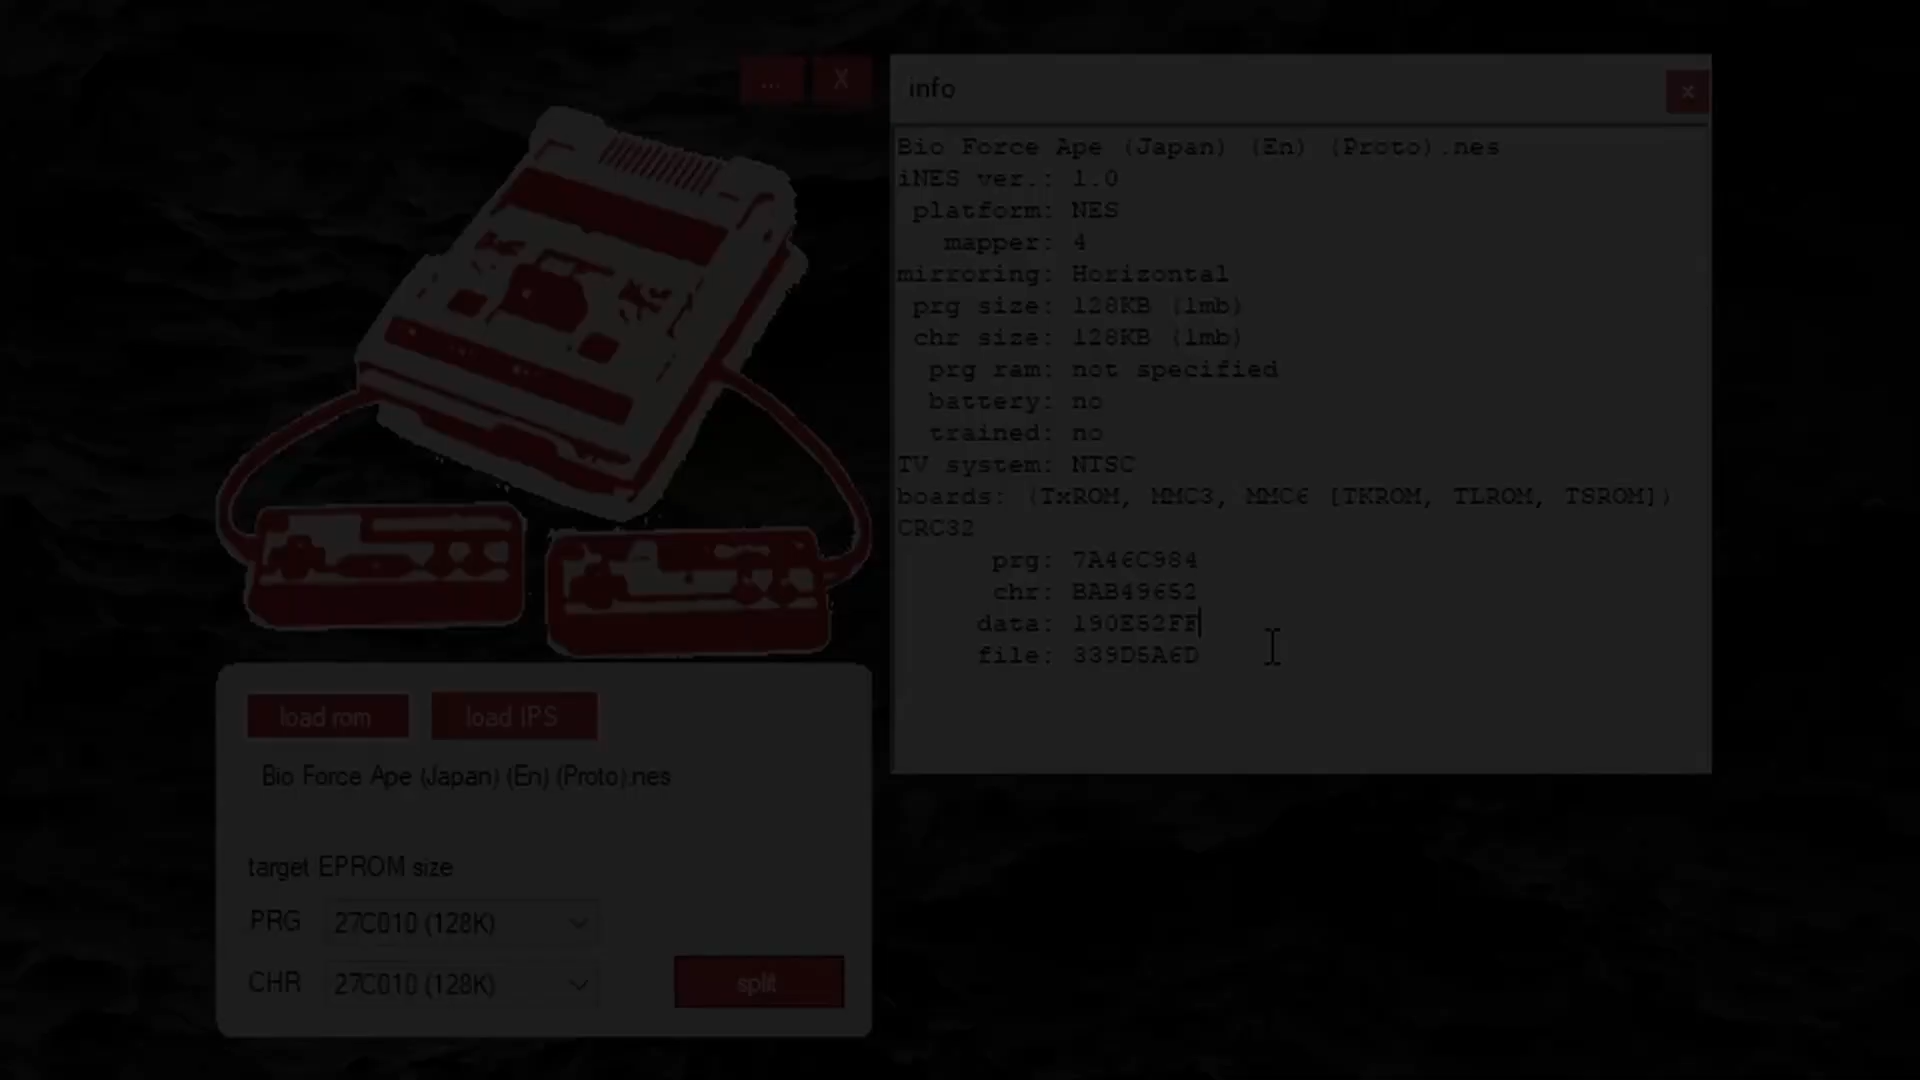 ... X
info x
Bio Force Ape (Japan) (En) (Proto).nes
iNES ver.: 1.0
platform: NES
mapper: 4
mirroring: Horizontal
prg size: 128KB (1mb)
chr size: 128KB (1mb)
prg ram: not specified
battery: no
trained: no
TV system: NTSC
boards: (TxROM, MMC3, MMC6 [TKROM, TLROM, TSROM])
CRC32
prg: 7A46C984
chr: BAB49652
data: 190E52FF
file: 339D5A6D
load rom load IPS
Bio Force Ape (Japan) (En) (Proto).nes
target EPROM size
PRG 27C010 (128K)
CHR 27C010 (128K)
split